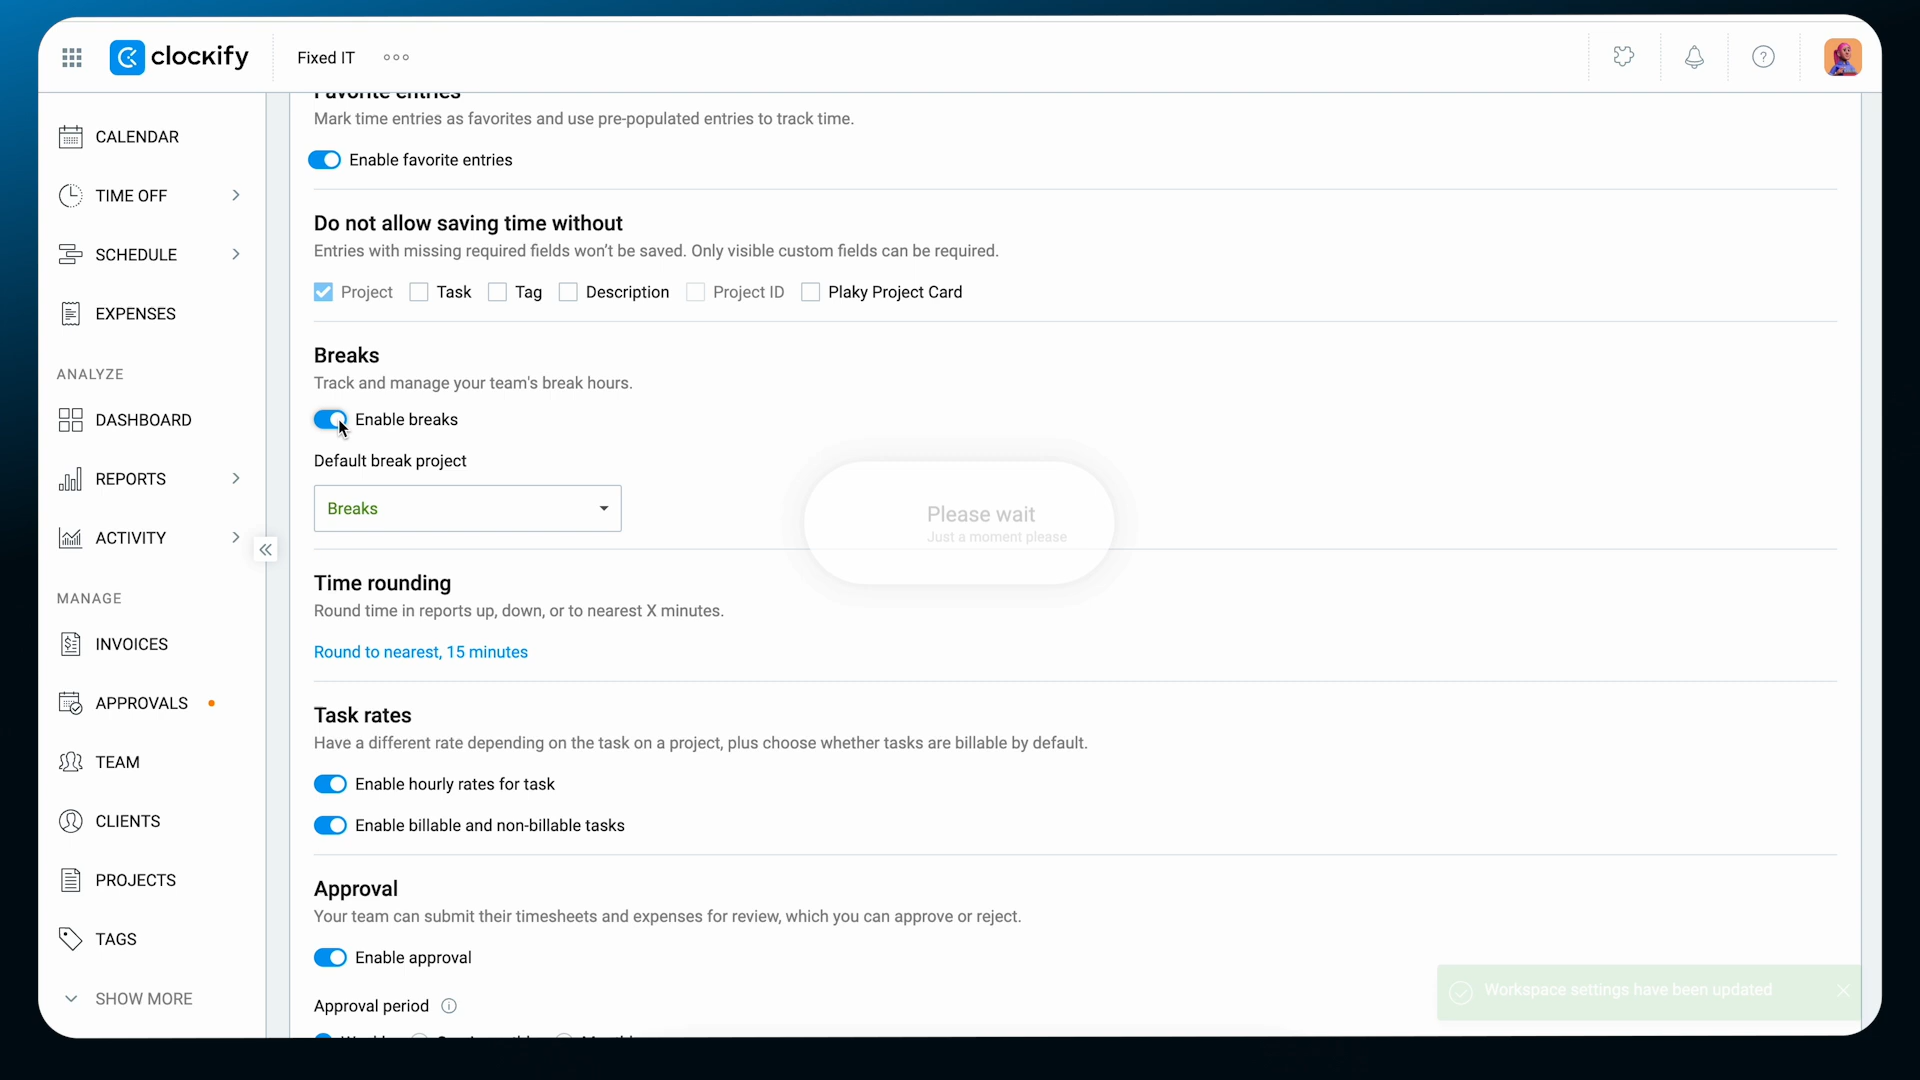 clockify
Fixed IT
CALENDAR
TIME OFF
SCHEDULE
EXPENSES
ANALYZE
DASHBOARD
REPORTS
ACTIVITY
MANAGE
INVOICES
APPROVALS
TEAM
CLIENTS
PROJECTS
TAGS
SHOW MORE
Favorite entries
Mark time entries as favorites and use pre-populated entries to track time.
Enable favorite entries
Do not allow saving time without
Entries with missing required fields won't be saved. Only visible custom fields can be required.
Project Task Tag Description Project ID Plaky Project Card
Breaks
Track and manage your team's break hours.
Enable breaks
Default break project
Breaks
Please wait
Just a moment please
Time rounding
Round time in reports up, down, or to nearest X minutes.
Round to nearest, 15 minutes
Task rates
Have a different rate depending on the task on a project, plus choose whether tasks are billable by default.
Enable hourly rates for task
Enable billable and non-billable tasks
Approval
Your team can submit their timesheets and expenses for review, which you can approve or reject.
Enable approval
Approval period
Workspace settings have been updated